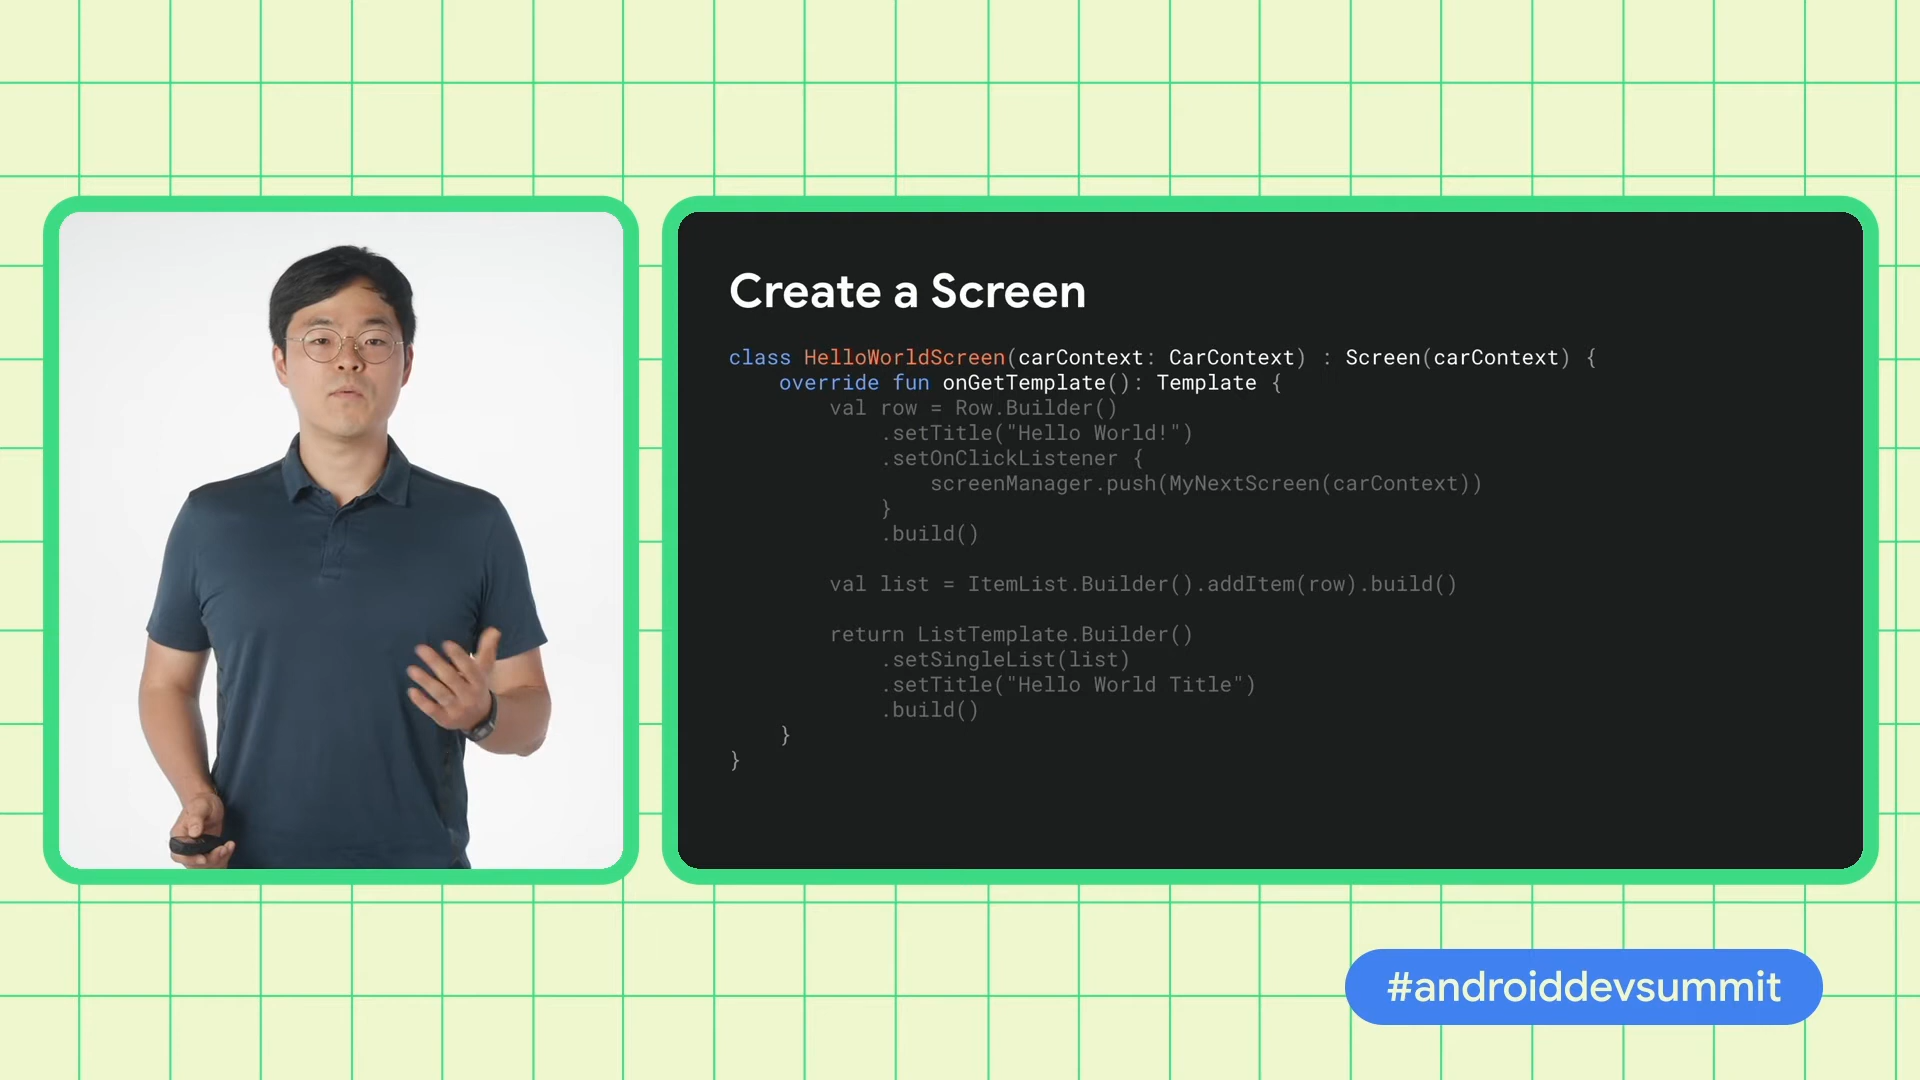 Create a Screen
class HelloWorldScreen(carContext: CarContext) : Screen(carContext) {
    override fun onGetTemplate(): Template {
        val row = Row.Builder()
            .setTitle("Hello World!")
            .setOnClickListener {
                screenManager.push(MyNextScreen(carContext))
            }
            .build()
        val list = ItemList.Builder().addItem(row).build()
        return ListTemplate.Builder()
            .setSingleList(list)
            .setTitle("Hello World Title")
            .build()
    }
}
#androiddevsummit